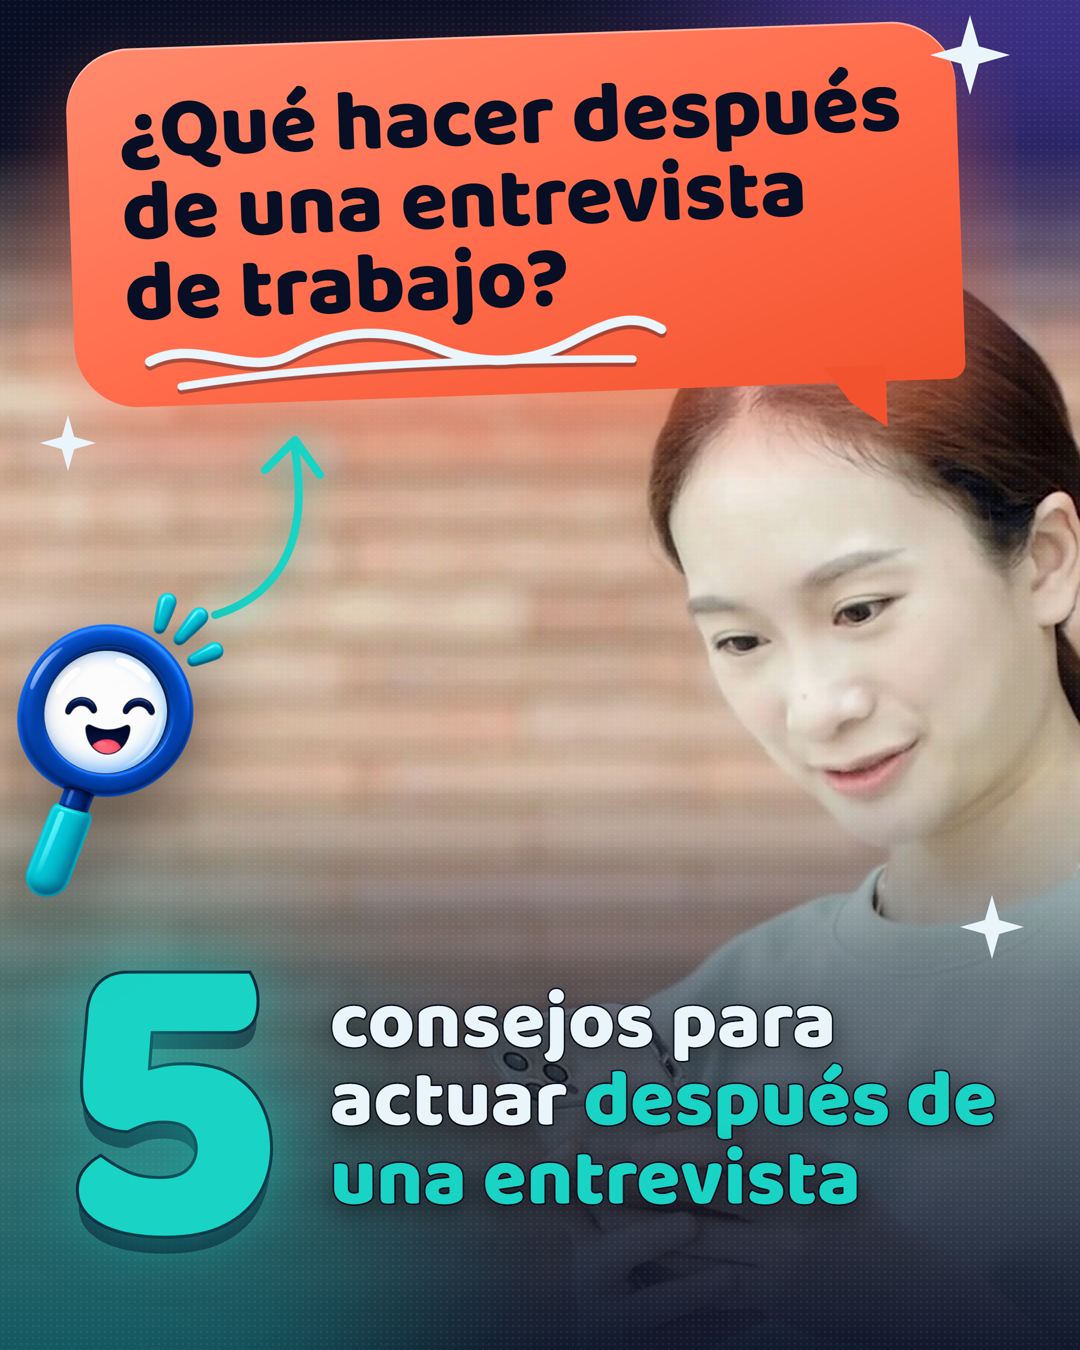 ¿Qué hacer después
de una entrevista
de trabajo?
5
consejos para
actuar después de
una entrevista